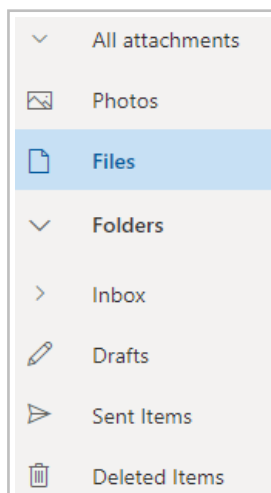 All attachments
Photos
Files
Folders
Inbox
Drafts
Sent Items
Deleted Items